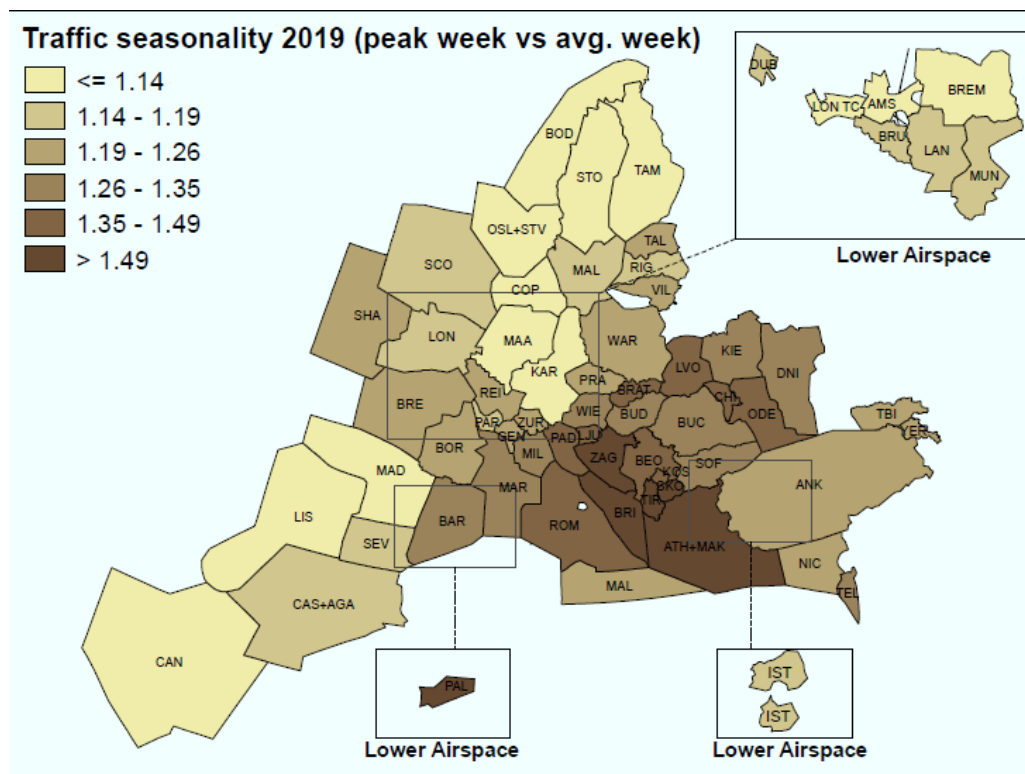 Traffic seasonality 2019 (peak week vs avg. week)
<= 1.14
1.14 - 1.19
1.19 - 1.26
1.26 - 1.35
1.35 - 1.49
> 1.49
DUB
LON TC
AMS
BREM
BRU
LAN
MUN
Lower Airspace
BOD
STO
TAM
OSL+STV
TAL
SCO
MAL
RIG
COP
VIL
SHA
LON
MAA
WAR
KIE
LVO
KAR
DNI
PRA
REI
BRAT
CHI
BRE
WIE
BUD
ODE
TBI
PAR
ZUR
BUC
YER
GEN
PAD
LJU
BOR
MIL
ZAG
BEO
SOF
MAD
KOS
MAR
SKO
ANK
TIR
LIS
BAR
ROM
BRI
SEV
ATH+MAK
NIC
MAL
TEL
CAS+AGA
CAN
PAL
IST
IST
Lower Airspace
Lower Airspace